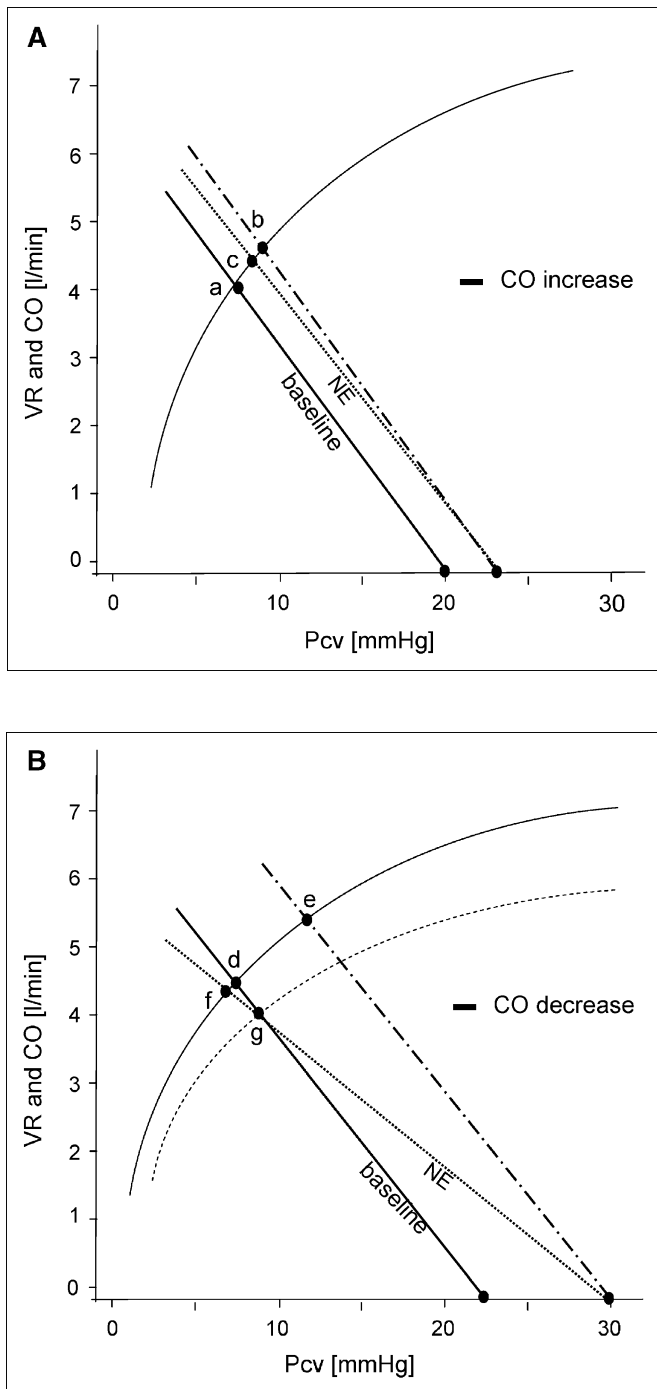 A
7
6
5
4
3
2
1
0
VR and CO [l/min]
b
c
a
CO increase
NE
baseline
0
10
20
30
Pcv [mmHg]
B
7
6
5
4
3
2
1
0
VR and CO [l/min]
e
d
f
g
CO decrease
NE
baseline
0
10
20
30
Pcv [mmHg]